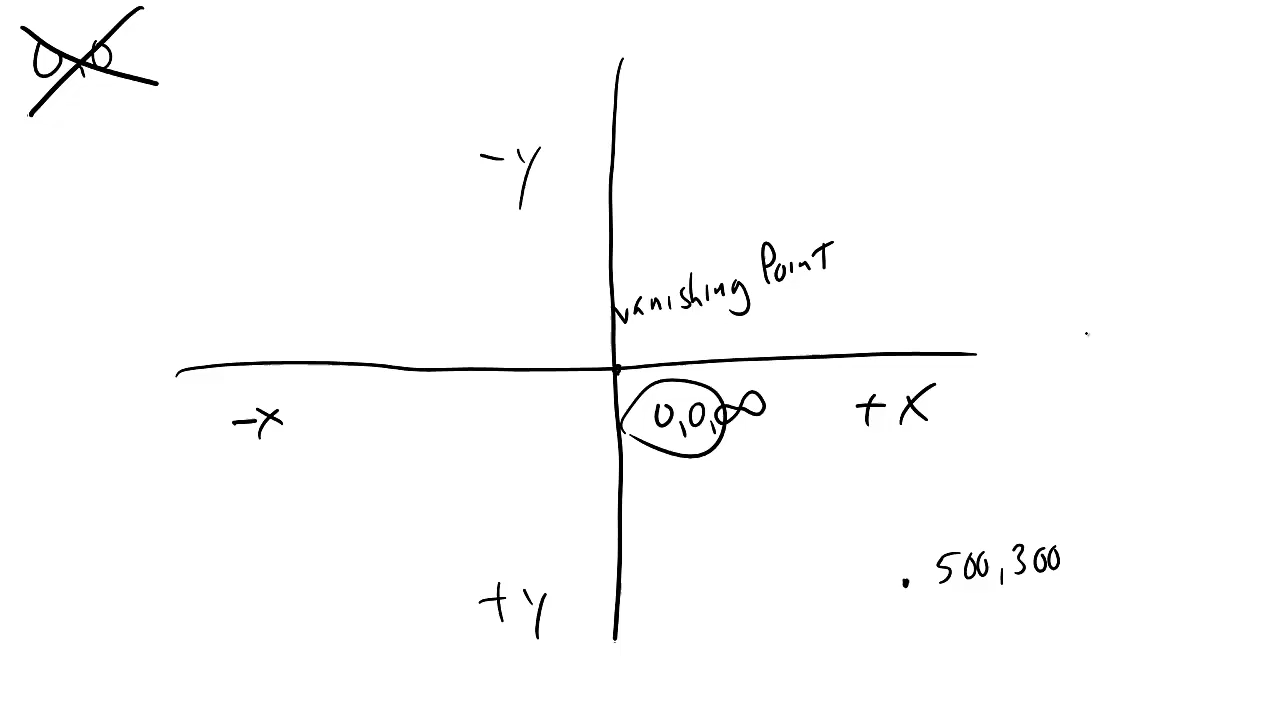 0,0
-Y
vanishing Point
-X
0,0,∞
+X
500,300
+Y